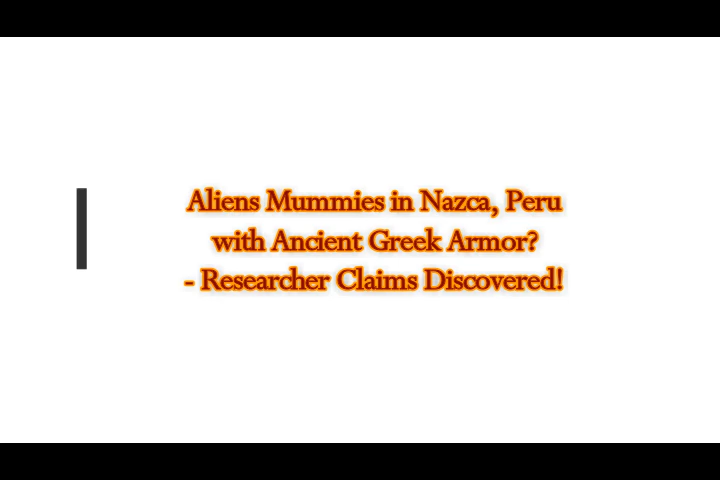 Aliens Mummies in Nazca, Peru
with Ancient Greek Armor?
- Researcher Claims Discovered!